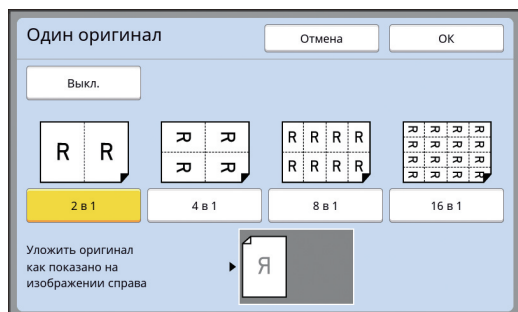 Один оригинал
Отмена
ОК
Выкл.
R R
R R
R R
R R R R
R R R R
R R R R
R R R R
R R R R
R R R R
2 в 1
4 в 1
8 в 1
16 в 1
Уложить оригинал
как показано на
изображении справа
Я